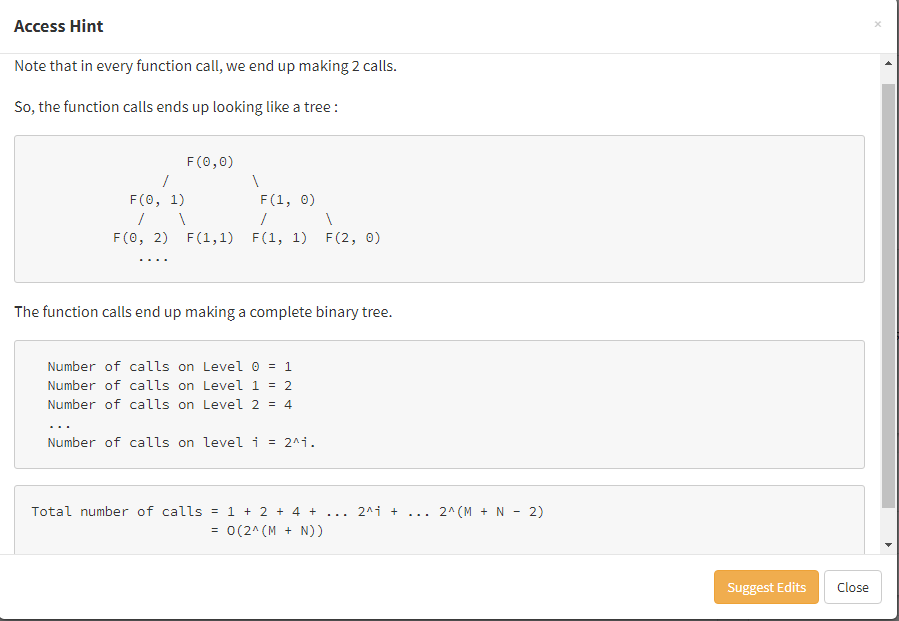 Access Hint
×
Note that in every function call, we end up making 2 calls.
So, the function calls ends up looking like a tree :
F(0,0)
/ \
F(0, 1) F(1, 0)
/ \ / \
F(0, 2) F(1,1) F(1, 1) F(2, 0)
....
The function calls end up making a complete binary tree.
Number of calls on Level 0 = 1
Number of calls on Level 1 = 2
Number of calls on Level 2 = 4
...
Number of calls on level i = 2^i.
Total number of calls = 1 + 2 + 4 + ... 2^i + ... 2^(M + N - 2)
= O(2^(M + N))
Suggest Edits Close